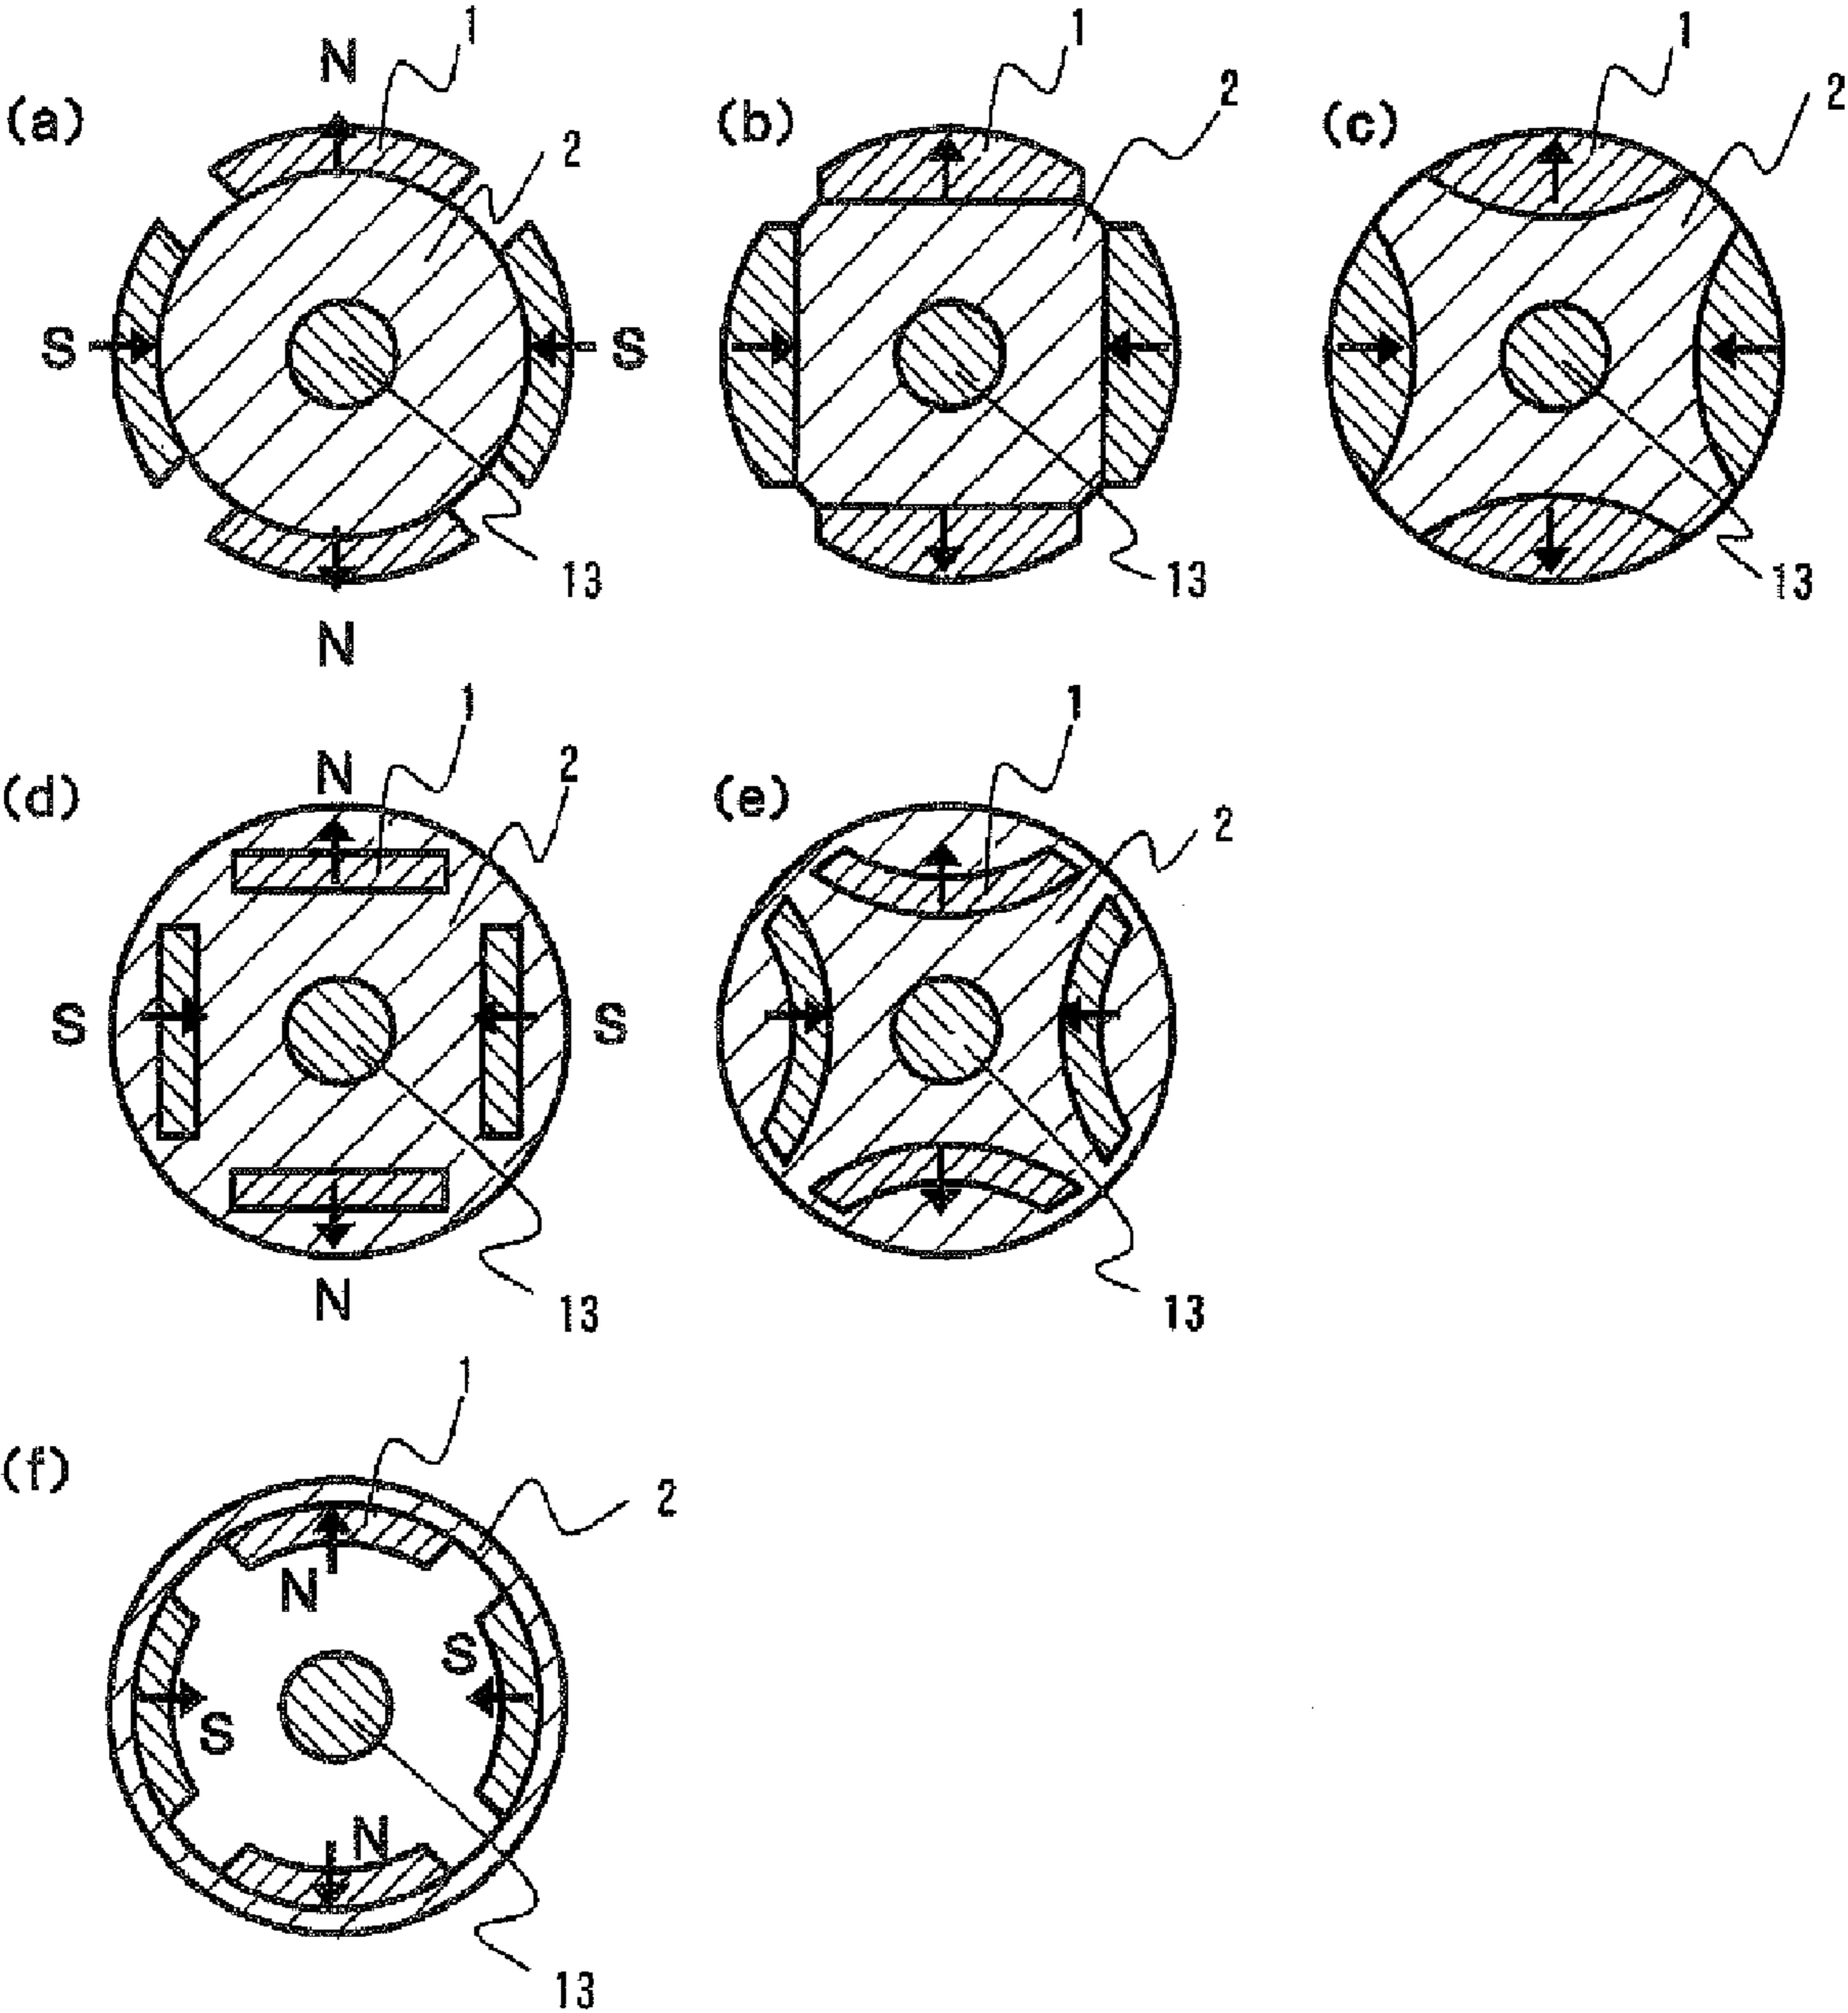 (a) N 1 2 S S N 13
(b) 1 2 13
(c) 1 2 13
(d) N 1 2 S S N 13
(e) 1 2 13
(f) 1 2 N S S N 13